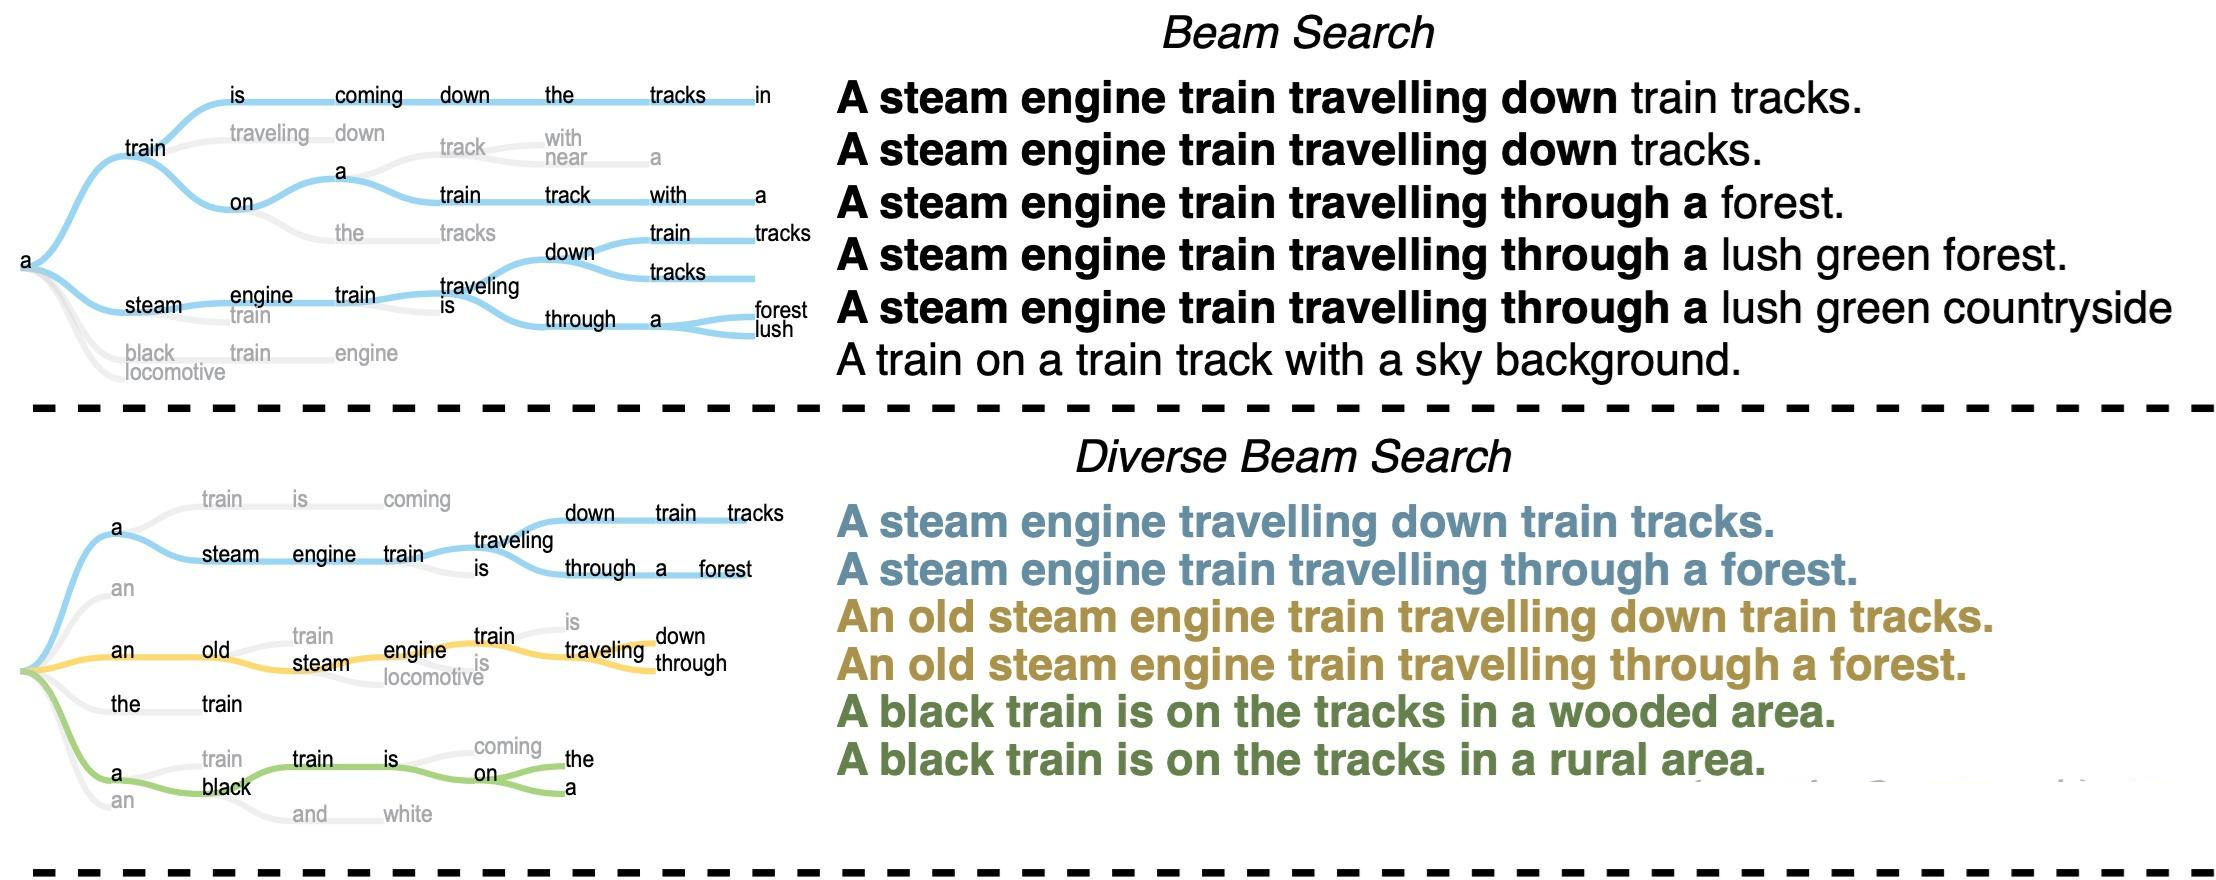 Beam Search
is coming down the tracks in
traveling down
train
a
track
with
near a
on
train track with a
the tracks
a
down
train tracks
tracks
steam
engine
train
train
traveling
is
through a
forest
lush
black train engine
locomotive
A steam engine train travelling down train tracks.
A steam engine train travelling down tracks.
A steam engine train travelling through a forest.
A steam engine train travelling through a lush green forest.
A steam engine train travelling through a lush green countryside
A train on a train track with a sky background.
Diverse Beam Search
train is coming
a
steam engine train
traveling
is
down train tracks
through a forest
an
an old
train
steam
engine
locomotive
train
is
is
traveling
down
through
the train
a
train
black
train is
coming
on
the
a
an
and white
A steam engine travelling down train tracks.
A steam engine train travelling through a forest.
An old steam engine train travelling down train tracks.
An old steam engine train travelling through a forest.
A black train is on the tracks in a wooded area.
A black train is on the tracks in a rural area.